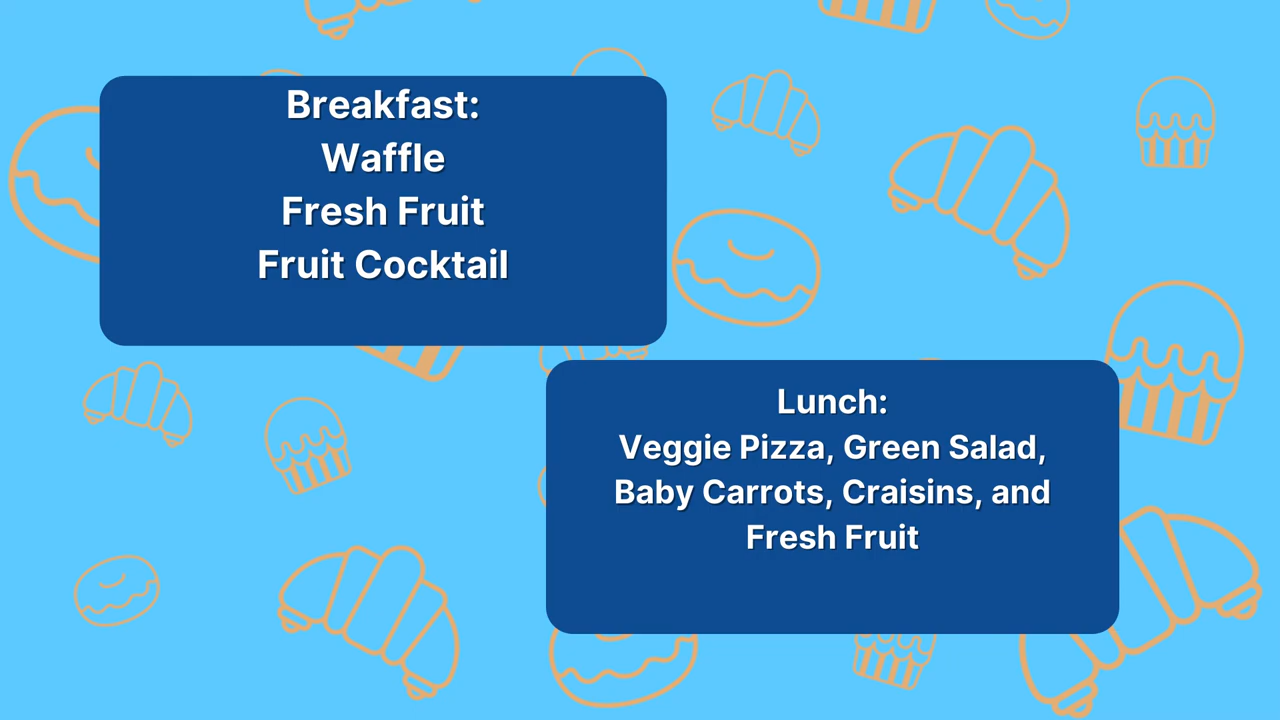 Breakfast:
Waffle
Fresh Fruit
Fruit Cocktail
Lunch:
Veggie Pizza, Green Salad,
Baby Carrots, Craisins, and
Fresh Fruit